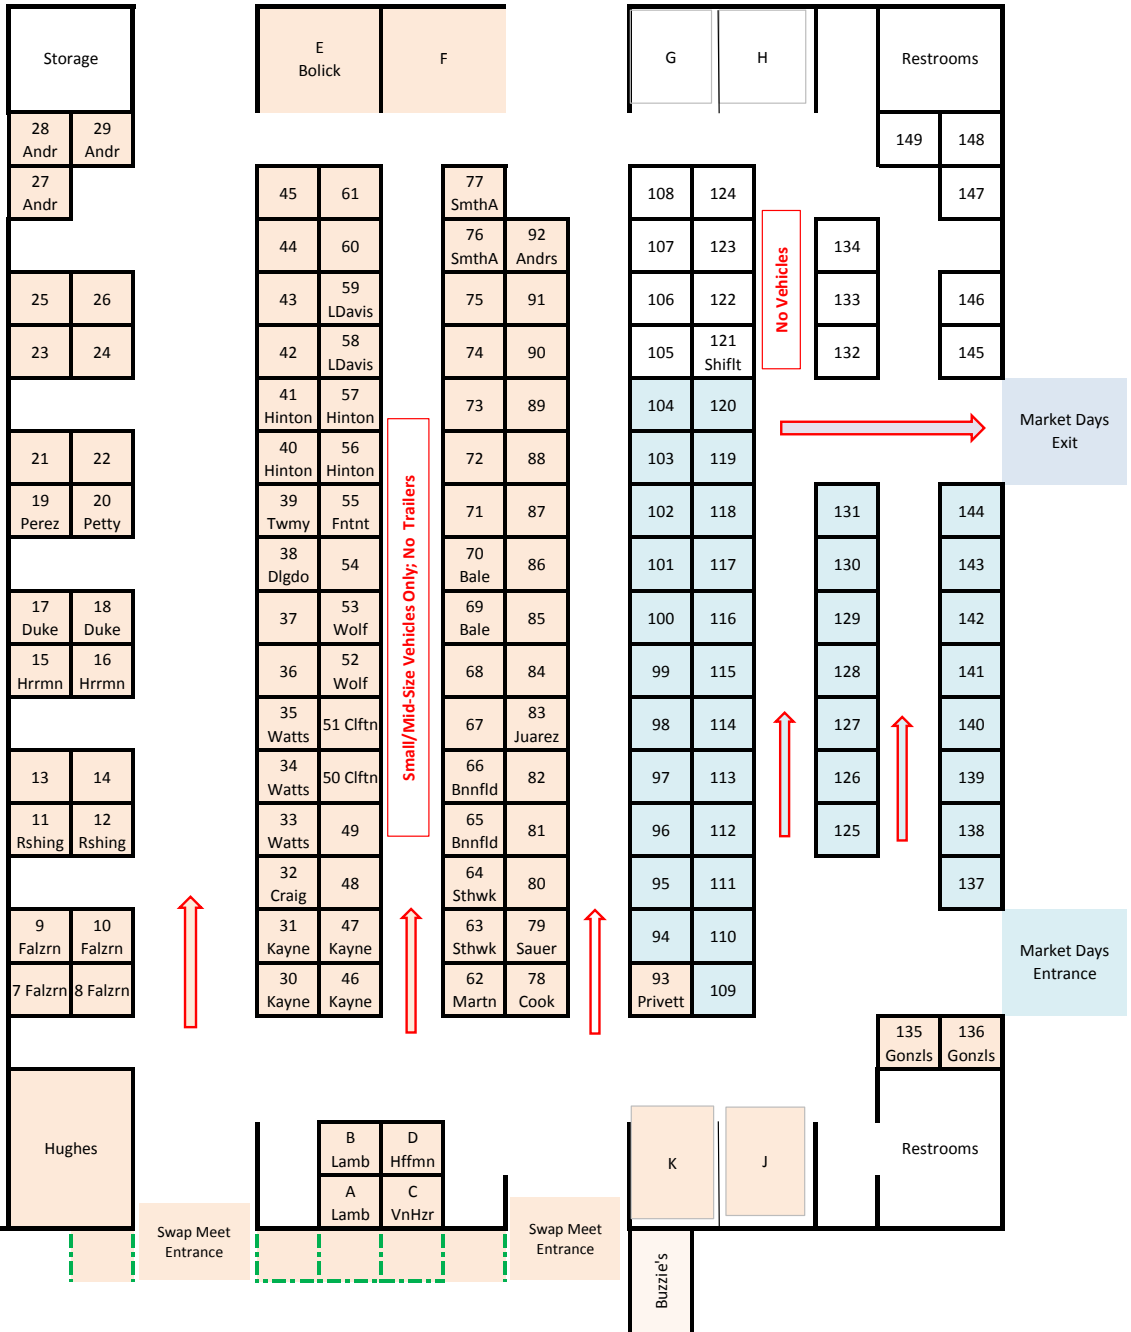 Storage
E
Bolick
F
G
H
Restrooms
28
Andr
29
Andr
149
148
27
Andr
45
61
77
SmthA
108
124
147
44
60
76
SmthA
92
Andrs
107
123
134
25
26
43
59
LDavis
75
91
106
122
133
146
23
24
42
58
LDavis
74
90
105
121
Shiflt
132
145
No Vehicles
41
Hinton
57
Hinton
73
89
104
120
Market Days
Exit
21
22
40
Hinton
56
Hinton
72
88
103
119
19
Perez
20
Petty
39
Twmy
55
Fntnt
71
87
102
118
131
144
38
Dlgdo
54
70
Bale
86
101
117
130
143
Small/Mid-Size Vehicles Only; No Trailers
17
Duke
18
Duke
37
53
Wolf
69
Bale
85
100
116
129
142
15
Hrrmn
16
Hrrmn
36
52
Wolf
68
84
99
115
128
141
35
Watts
51 Clftn
67
83
Juarez
98
114
127
140
13
14
34
Watts
50 Clftn
66
Bnnfld
82
97
113
126
139
11
Rshing
12
Rshing
33
Watts
49
65
Bnnfld
81
96
112
125
138
32
Craig
48
64
Sthwk
80
95
111
137
9
Falzrn
10
Falzrn
31
Kayne
47
Kayne
63
Sthwk
79
Sauer
94
110
Market Days
Entrance
7 Falzrn
8 Falzrn
30
Kayne
46
Kayne
62
Martn
78
Cook
93
Privett
109
135
Gonzls
136
Gonzls
Hughes
B
Lamb
D
Hffmn
K
J
Restrooms
A
Lamb
C
VnHzr
Swap Meet
Entrance
Swap Meet
Entrance
Buzzie's